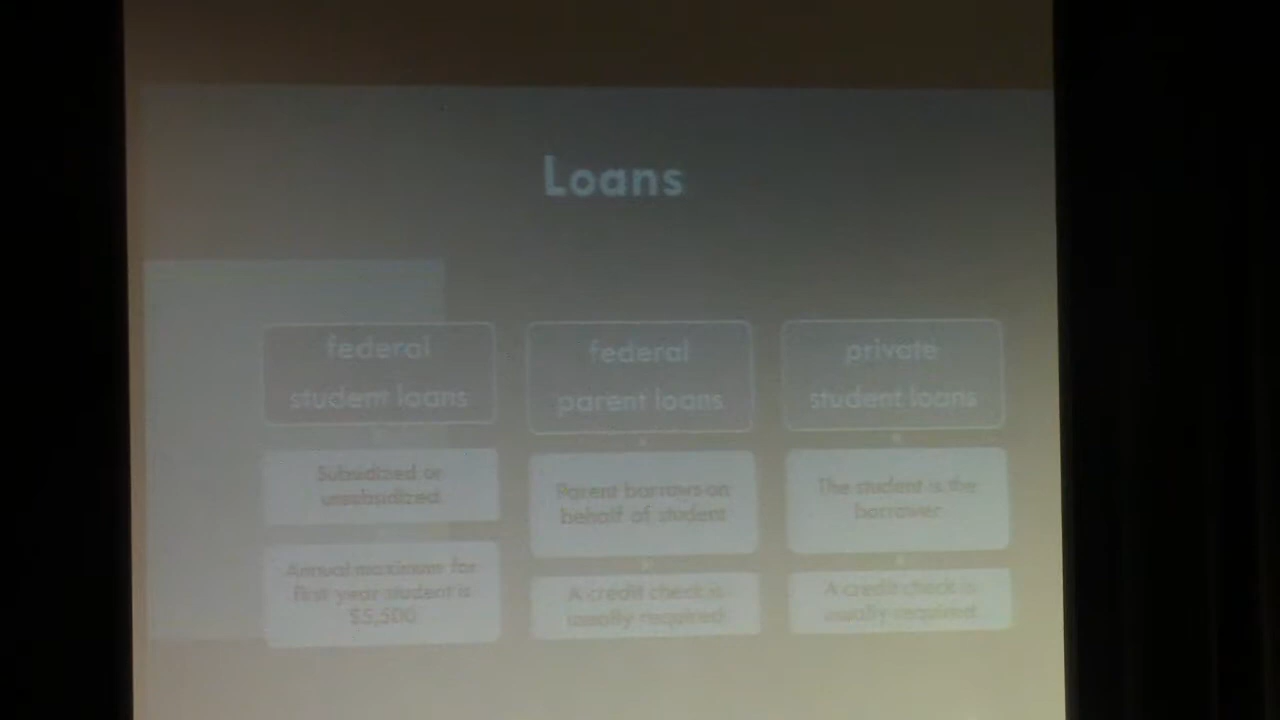 Loans
federal
student loans
Subsidized or
unsubsidized
Annual maximum for
first year student is
$5,500
federal
parent loans
Parent borrows on
behalf of student
A credit check is
usually required
private
student loans
The student is the
borrower
A credit check is
usually required